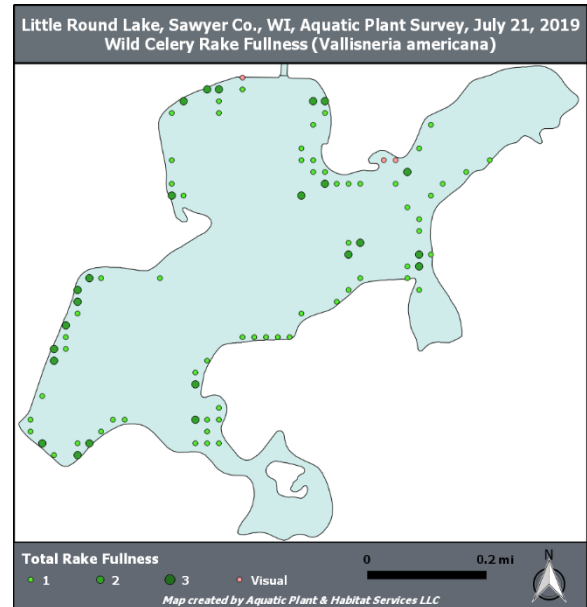 Little Round Lake, Sawyer Co., WI, Aquatic Plant Survey, July 21, 2019
Wild Celery Rake Fullness (Vallisneria americana)
Total Rake Fullness
1 2 3 Visual
0 0.2 mi
N
Map created by Aquatic Plant & Habitat Services LLC